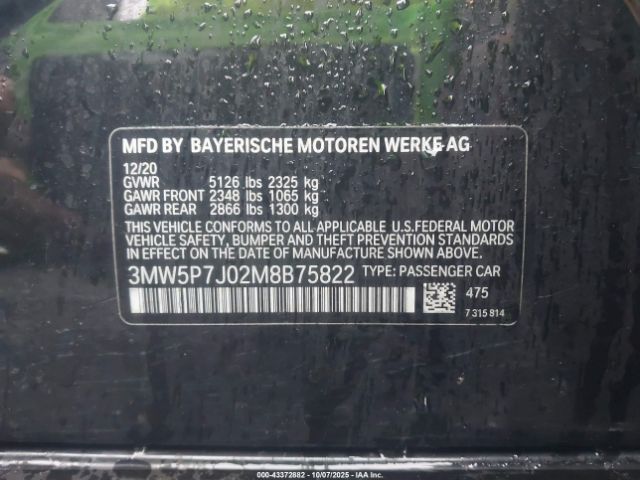 MFD BY BAYERISCHE MOTOREN WERKE AG
12/20
GVWR 5126 lbs 2325 kg
GAWR FRONT 2348 lbs 1065 kg
GAWR REAR 2866 lbs 1300 kg
THIS VEHICLE CONFORMS TO ALL APPLICABLE U.S.FEDERAL MOTOR
VEHICLE SAFETY, BUMPER AND THEFT PREVENTION STANDARDS
IN EFFECT ON THE DATE OF MANUFACTURE SHOWN ABOVE.
3MW5P7J02M8B75822 TYPE: PASSENGER CAR
475
7 315 814
000-43372882 | 10/07/2025 | IAA Inc.